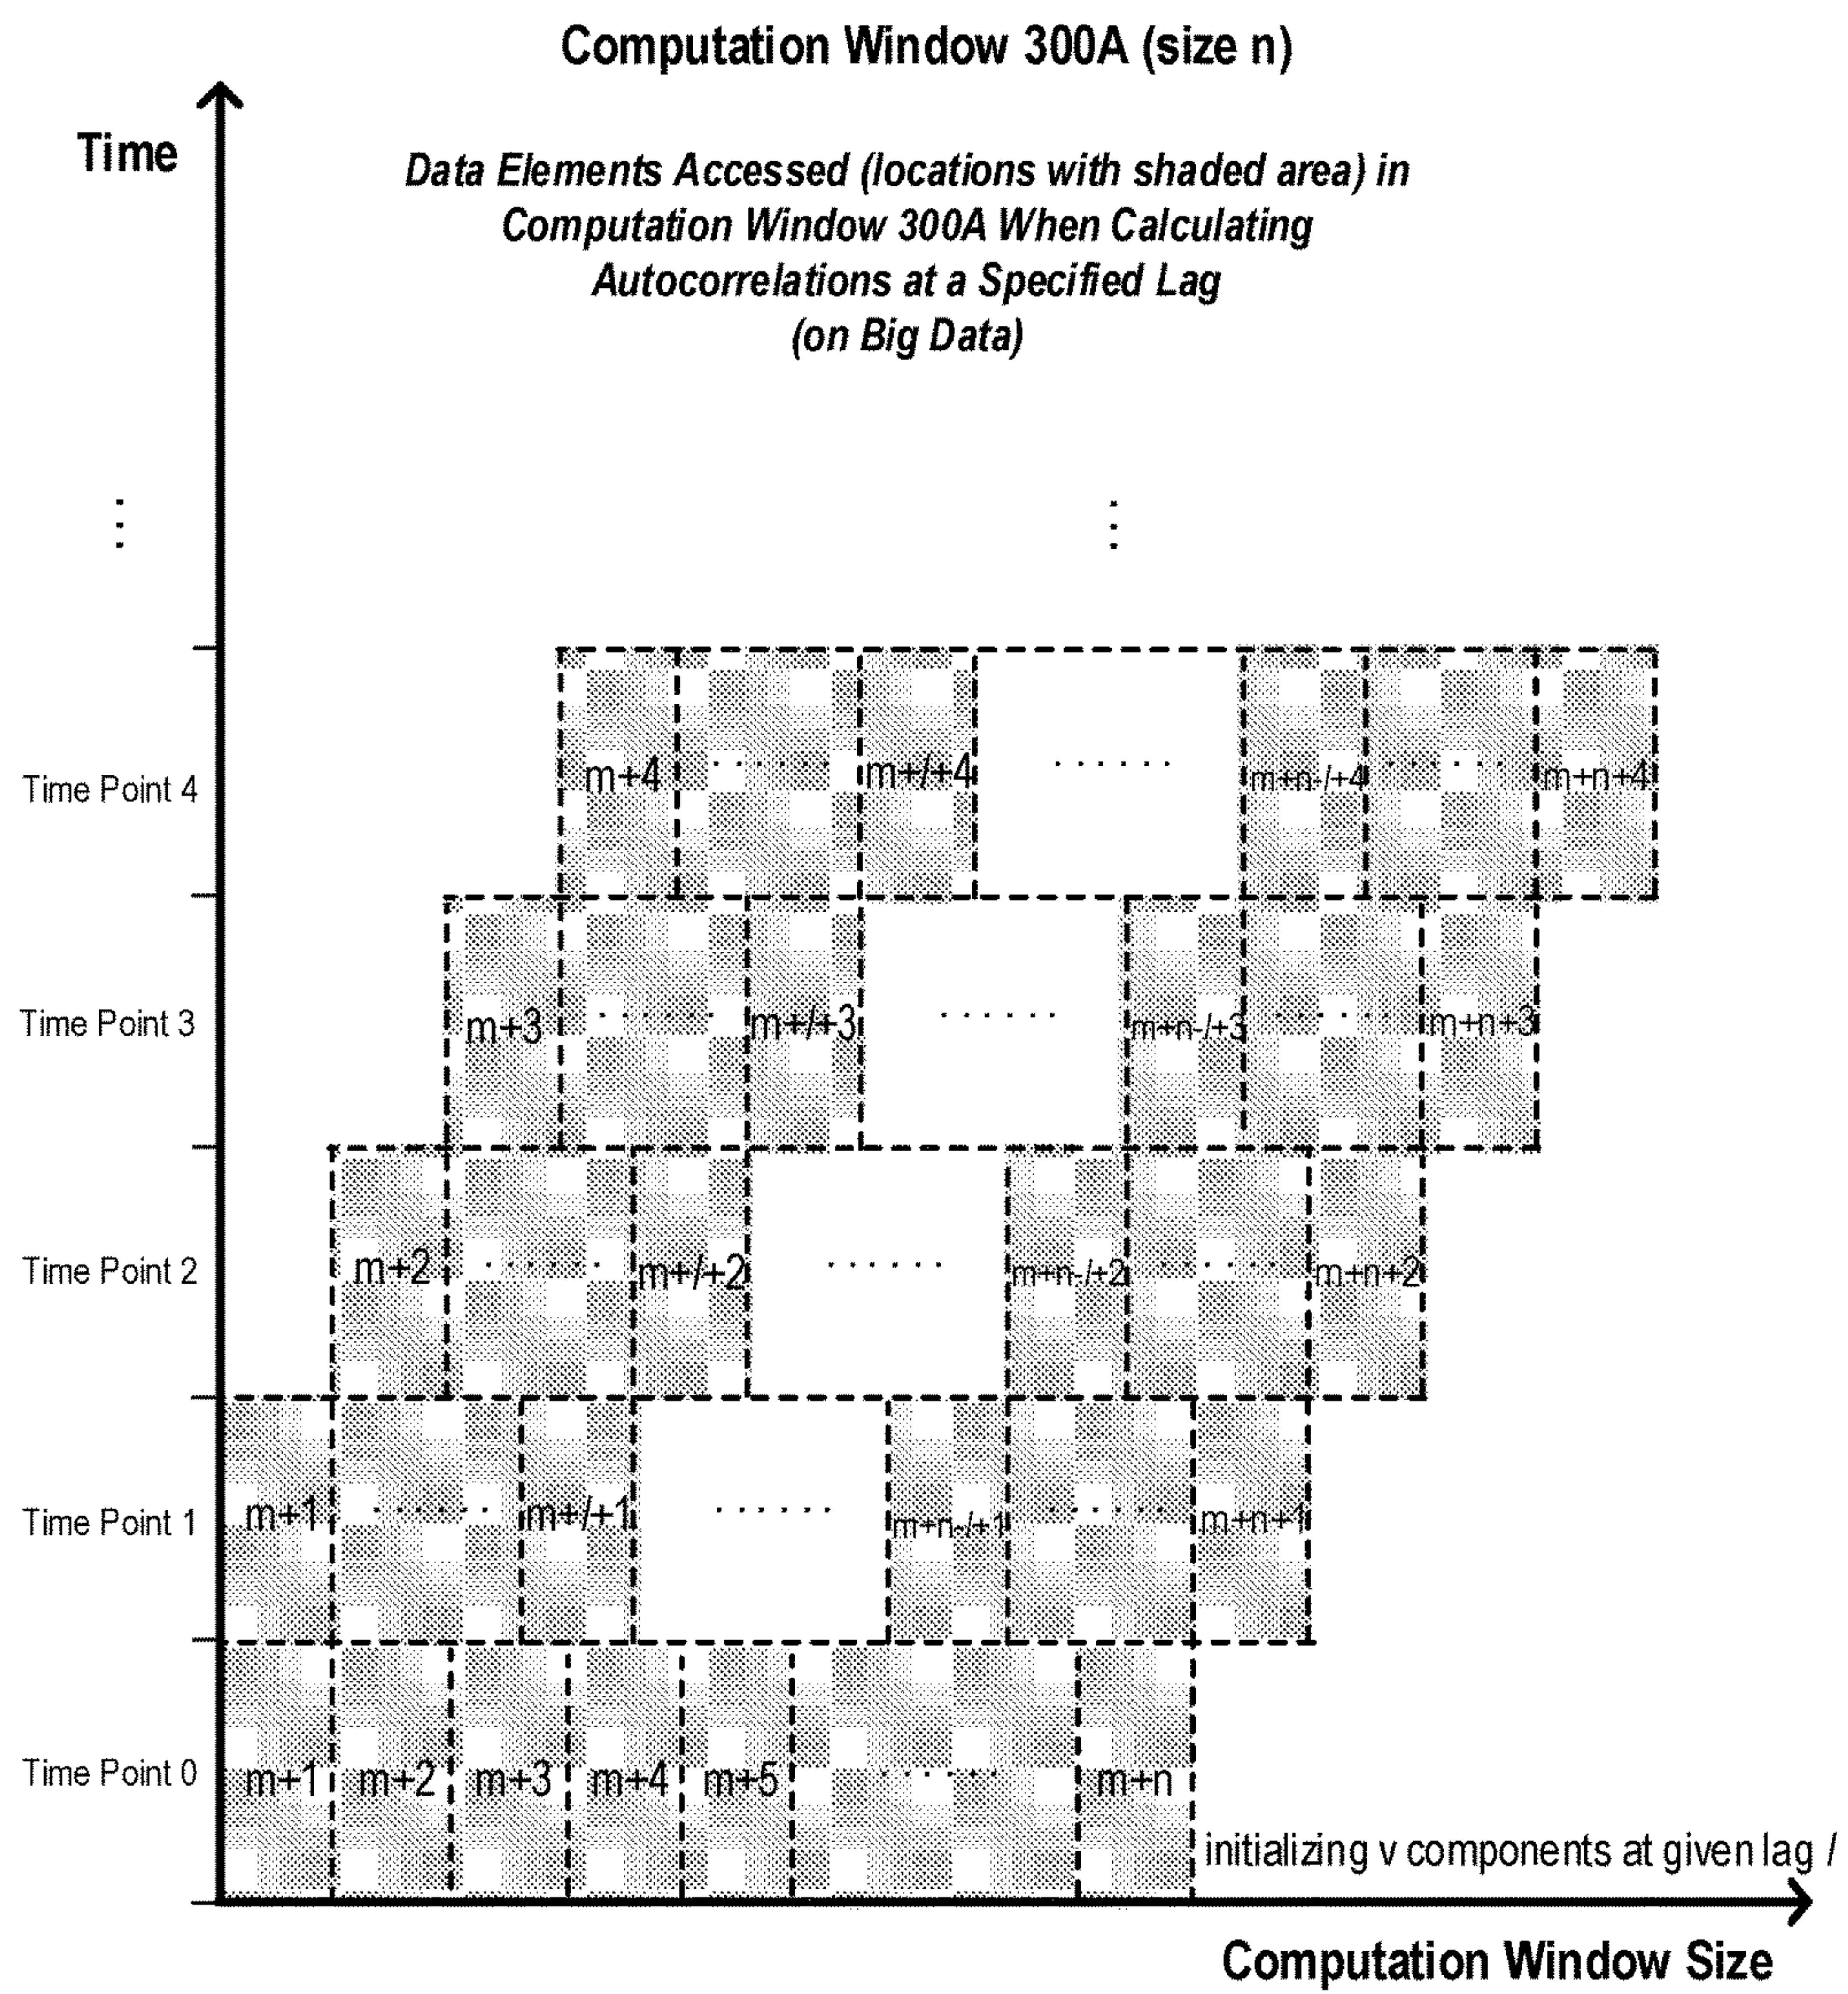 Computation Window 300A (size n)
Time
Data Elements Accessed (locations with shaded area) in
Computation Window 300A When Calculating
Autocorrelations at a Specified Lag
(on Big Data)
⋮ ⋮
Time Point 4 m+4 ...... m+l+4 ...... m+n-l+4 ...... m+n+4
Time Point 3 m+3 ...... m+l+3 ...... m+n-l+3 ...... m+n+3
Time Point 2 m+2 ...... m+l+2 ...... m+n-l+2 ...... m+n+2
Time Point 1 m+1 ...... m+l+1 ...... m+n-l+1 ...... m+n+1
Time Point 0 m+1 m+2 m+3 m+4 m+5 ...... m+n
initializing v components at given lag l
Computation Window Size